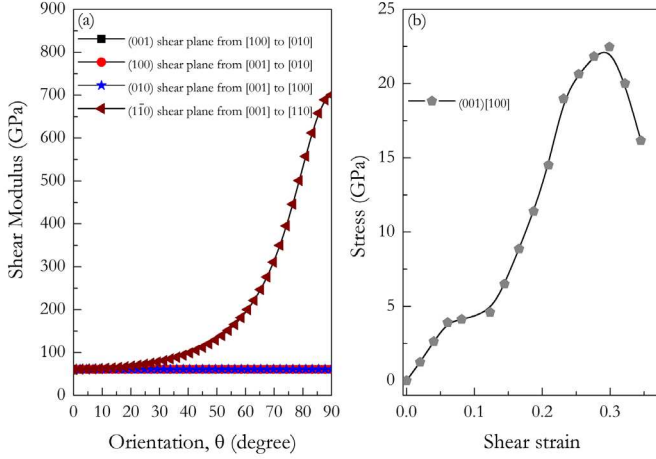 (a)
(001) shear plane from [100] to [010]
(100) shear plane from [001] to [010]
(010) shear plane from [001] to [100]
(11̄0) shear plane from [001] to [110]
900
800
700
600
500
400
300
200
100
0
Shear Modulus (GPa)
0 10 20 30 40 50 60 70 80 90
Orientation, θ (degree)
(b)
(001)[100]
25
20
15
10
5
0
Stress (GPa)
0.0 0.1 0.2 0.3
Shear strain